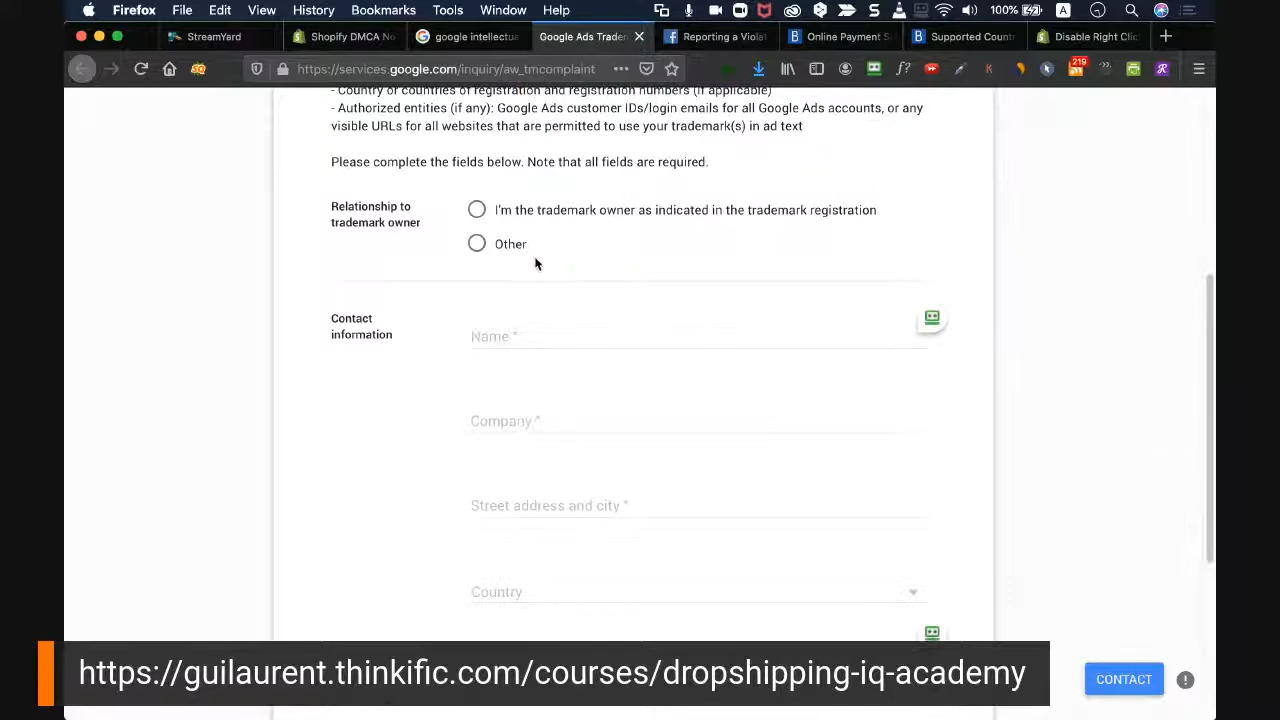 Firefox File Edit View History Bookmarks Tools Window Help 100% A
StreamYard Shopify DMCA No google intellectua Google Ads Tradem Reporting a Violat Online Payment S Supported Countr Disable Right Clic
https://services.google.com/inquiry/aw_tmcomplaint 219
- Country or countries of registration and registration numbers (if applicable)
- Authorized entities (if any): Google Ads customer IDs/login emails for all Google Ads accounts, or any
visible URLs for all websites that are permitted to use your trademark(s) in ad text
Please complete the fields below. Note that all fields are required.
Relationship to
trademark owner
I'm the trademark owner as indicated in the trademark registration
Other
Contact
information
Name *
Company *
Street address and city *
Country
https://guilaurent.thinkific.com/courses/dropshipping-iq-academy
CONTACT